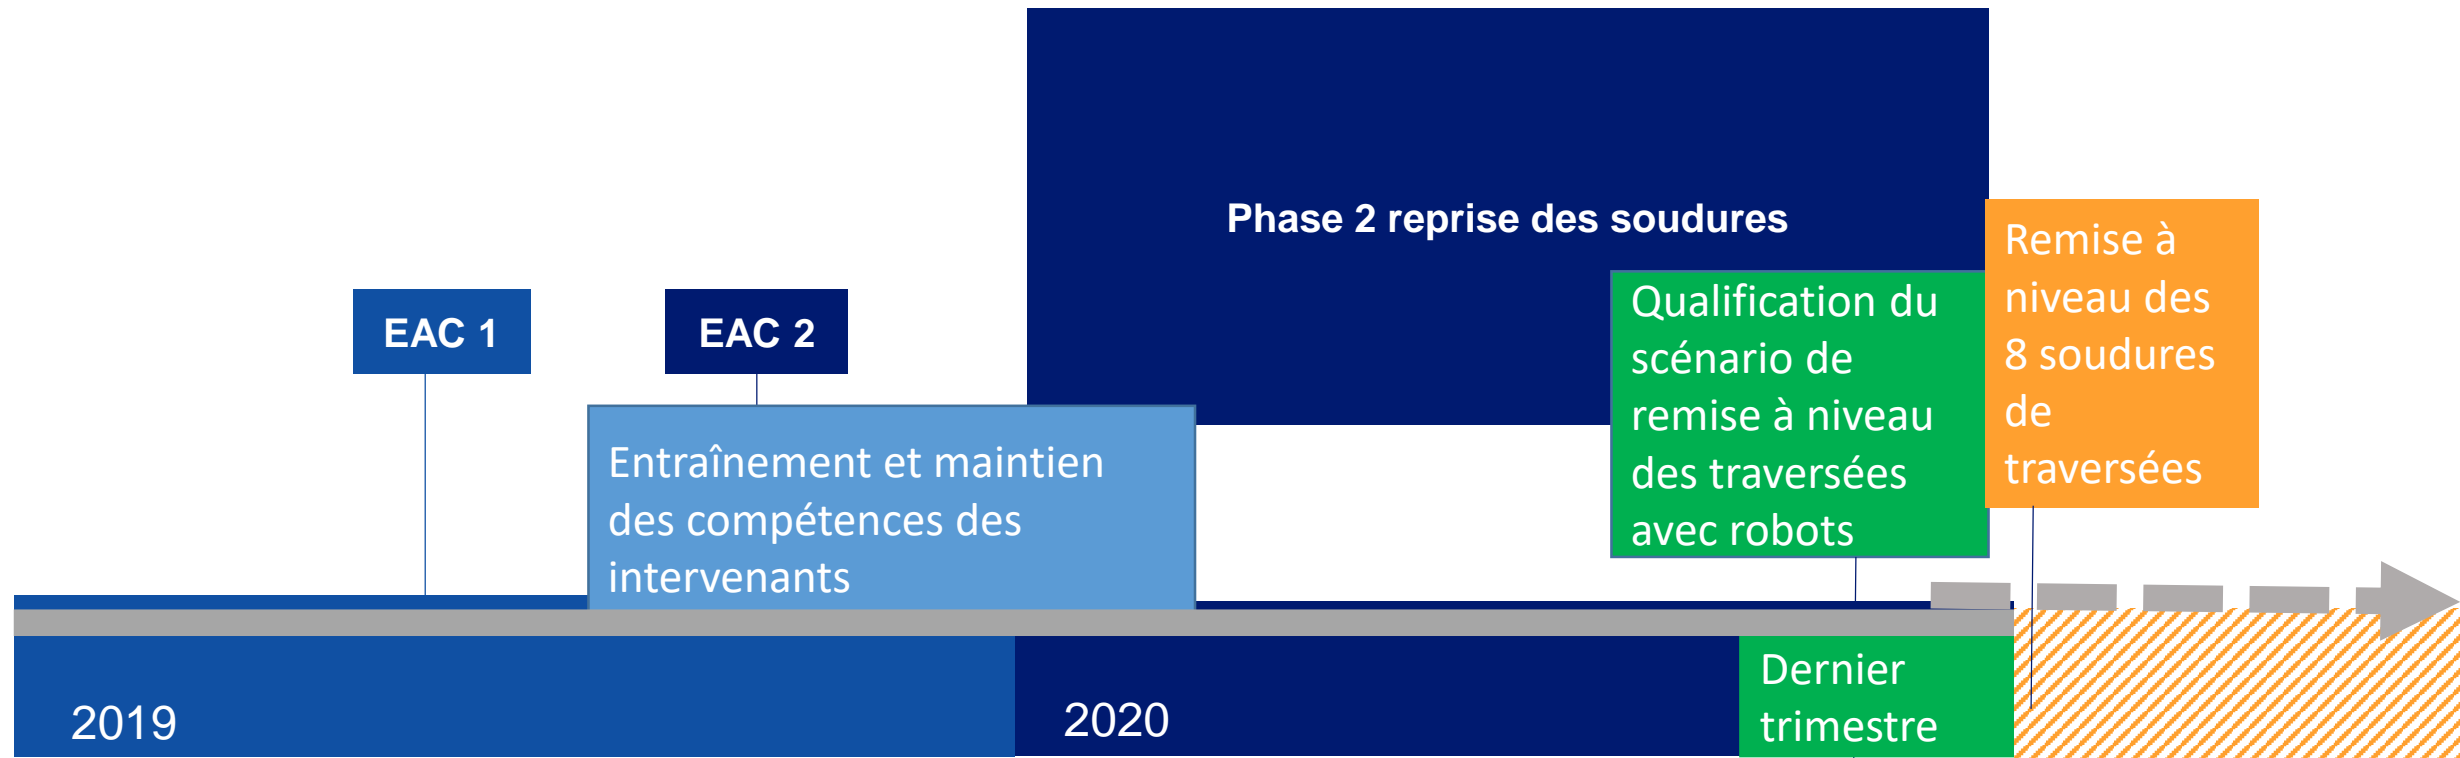 Phase 2 reprise des soudures
EAC 1
EAC 2
Entraînement et maintien
des compétences des
intervenants
Qualification du
scénario de
remise à niveau
des traversées
avec robots
Remise à
niveau des
8 soudures
de
traversées
2019
2020
Dernier
trimestre